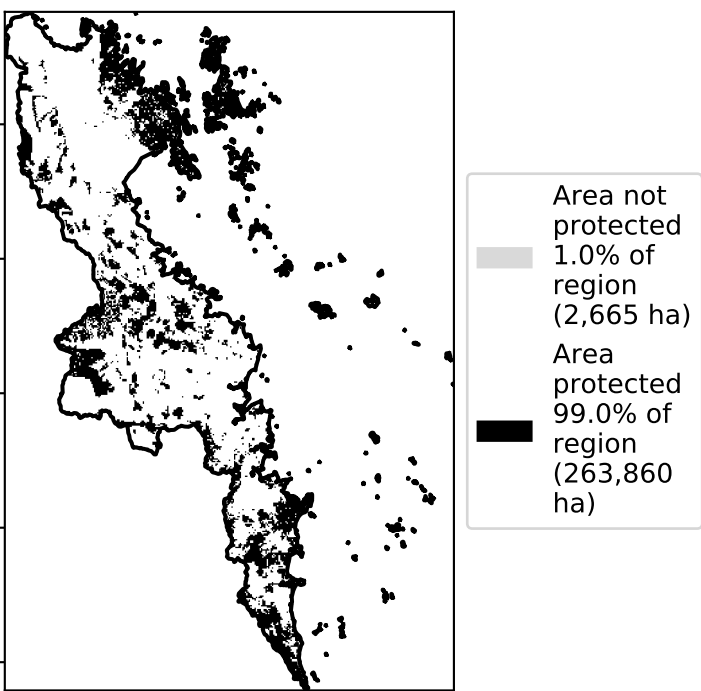 Area not
protected
1.0% of
region
(2,665 ha)
Area
protected
99.0% of
region
(263,860
ha)